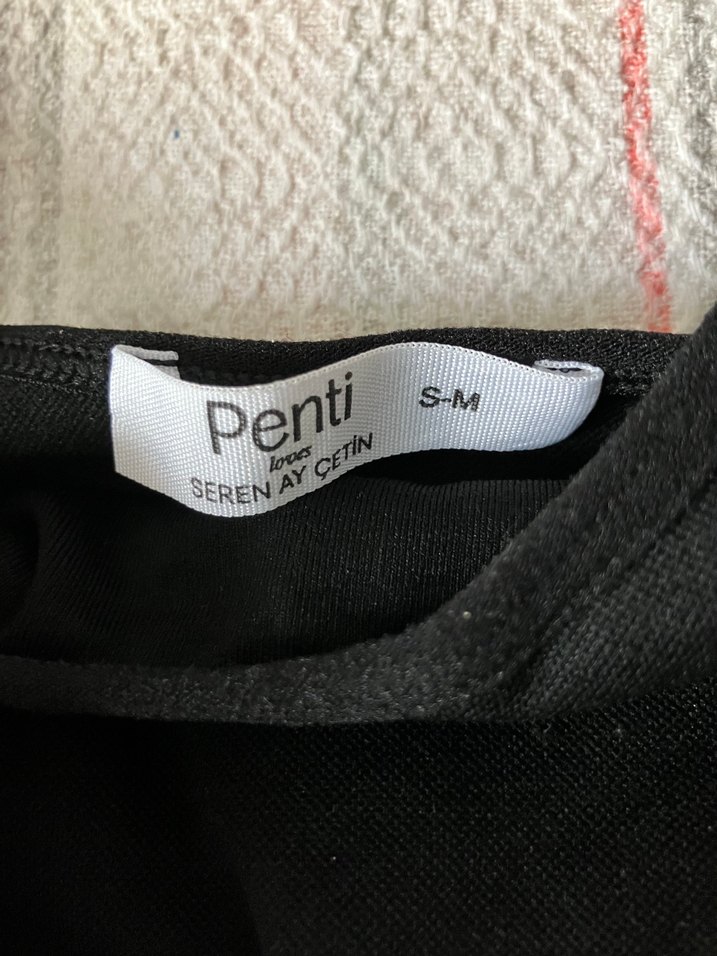 Penti
loves
SEREN AY ÇETİN
S-M